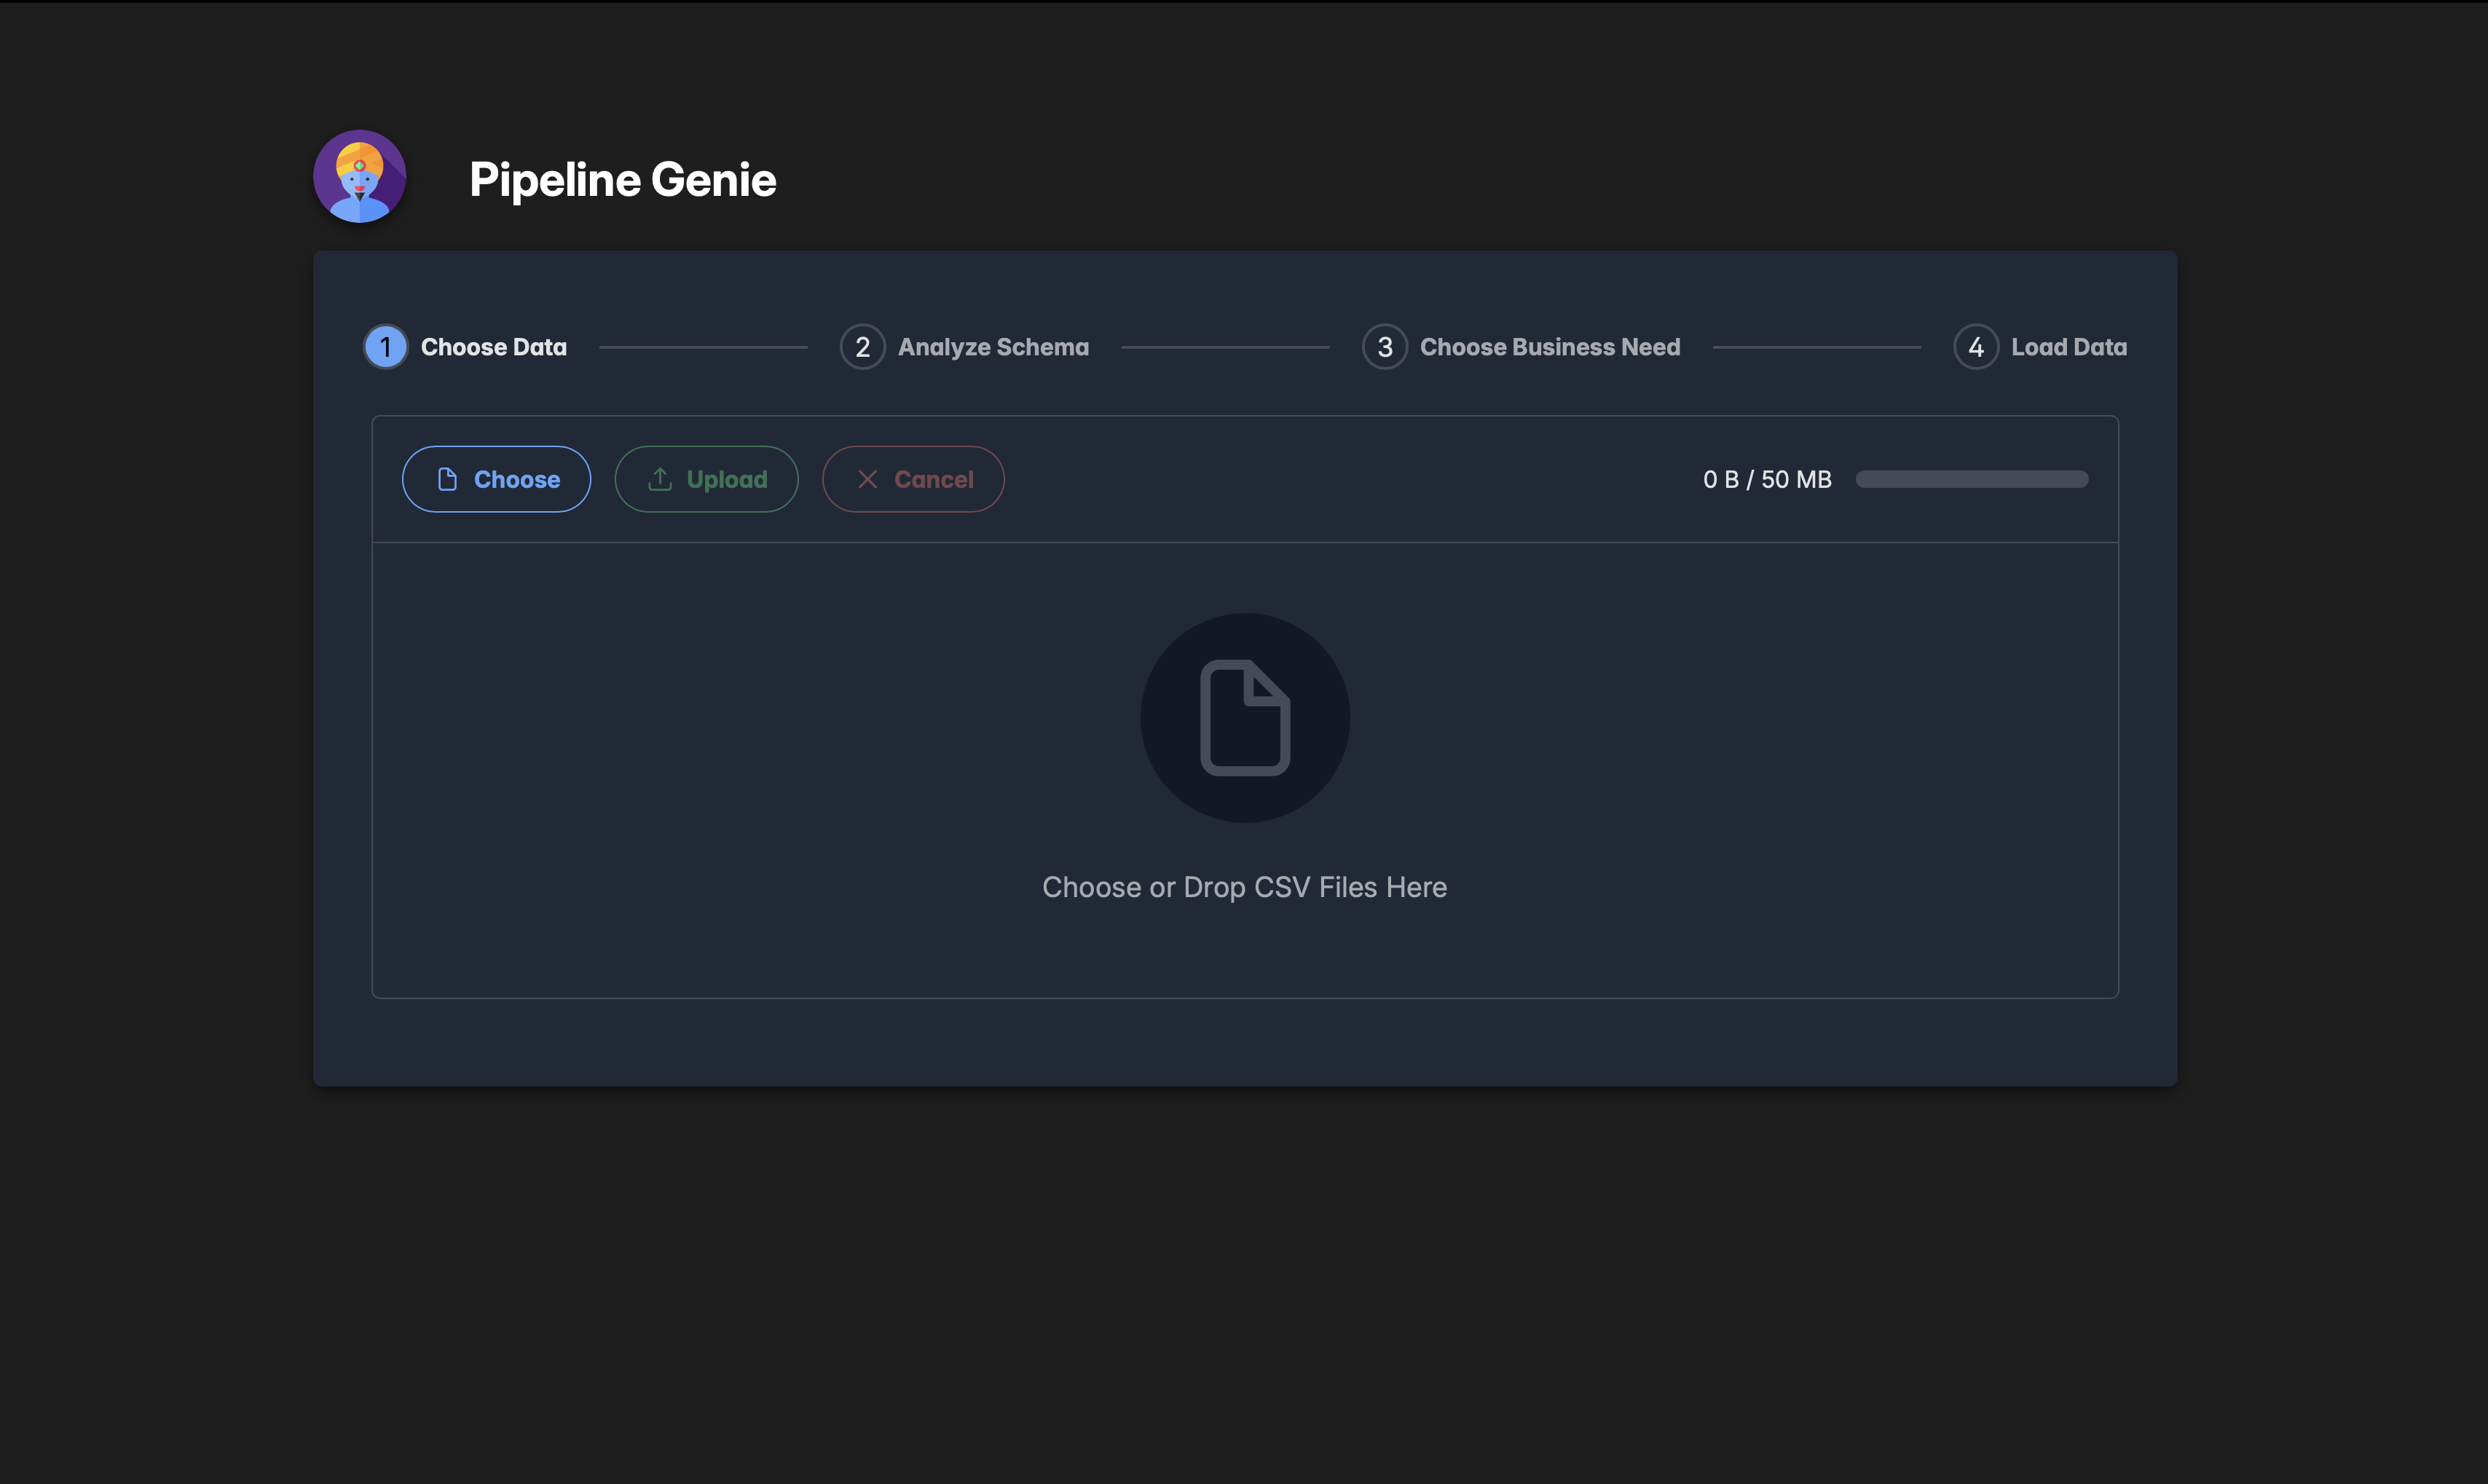 Pipeline Genie
1 Choose Data 2 Analyze Schema 3 Choose Business Need 4 Load Data
Choose Upload Cancel 0 B / 50 MB
Choose or Drop CSV Files Here